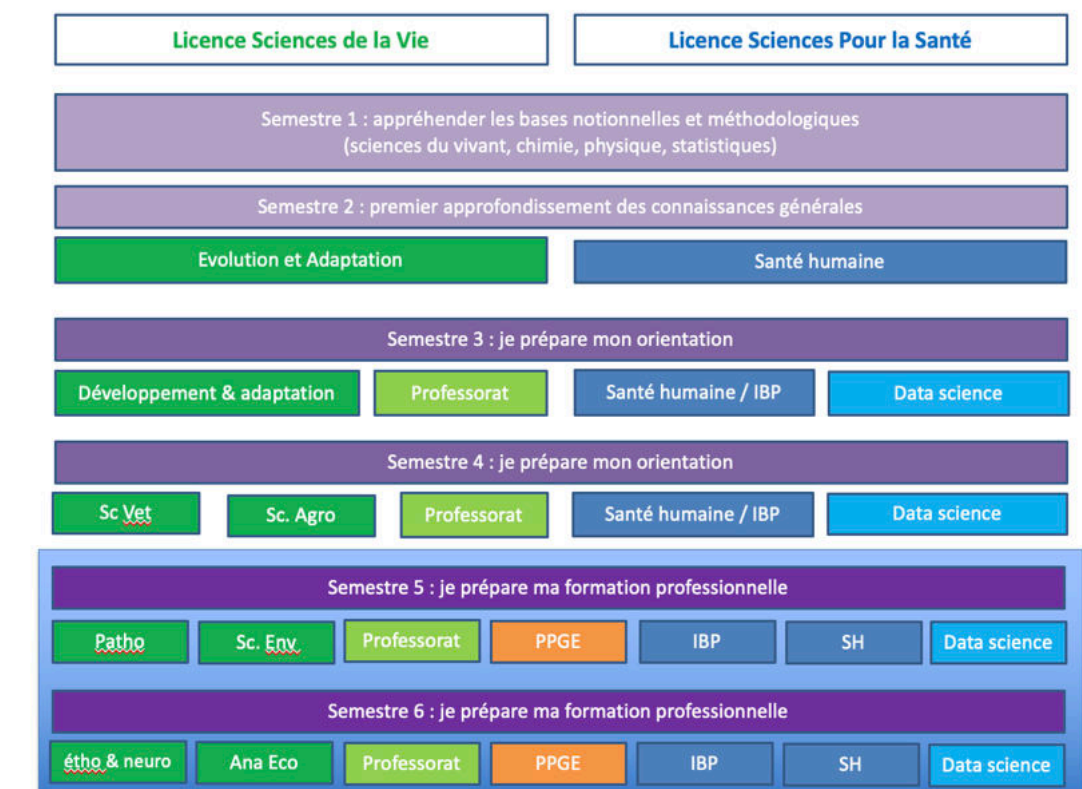 Licence Sciences de la Vie
Licence Sciences Pour la Santé
Semestre 1 : appréhender les bases notionnelles et méthodologiques
(sciences du vivant, chimie, physique, statistiques)
Semestre 2 : premier approfondissement des connaissances générales
Evolution et Adaptation
Santé humaine
Semestre 3 : je prépare mon orientation
Développement & adaptation
Professorat
Santé humaine / IBP
Data science
Semestre 4 : je prépare mon orientation
Sc Vet
Sc. Agro
Professorat
Santé humaine / IBP
Data science
Semestre 5 : je prépare ma formation professionnelle
Patho
Sc. Env.
Professorat
PPGE
IBP
SH
Data science
Semestre 6 : je prépare ma formation professionnelle
étho & neuro
Ana Eco
Professorat
PPGE
IBP
SH
Data science